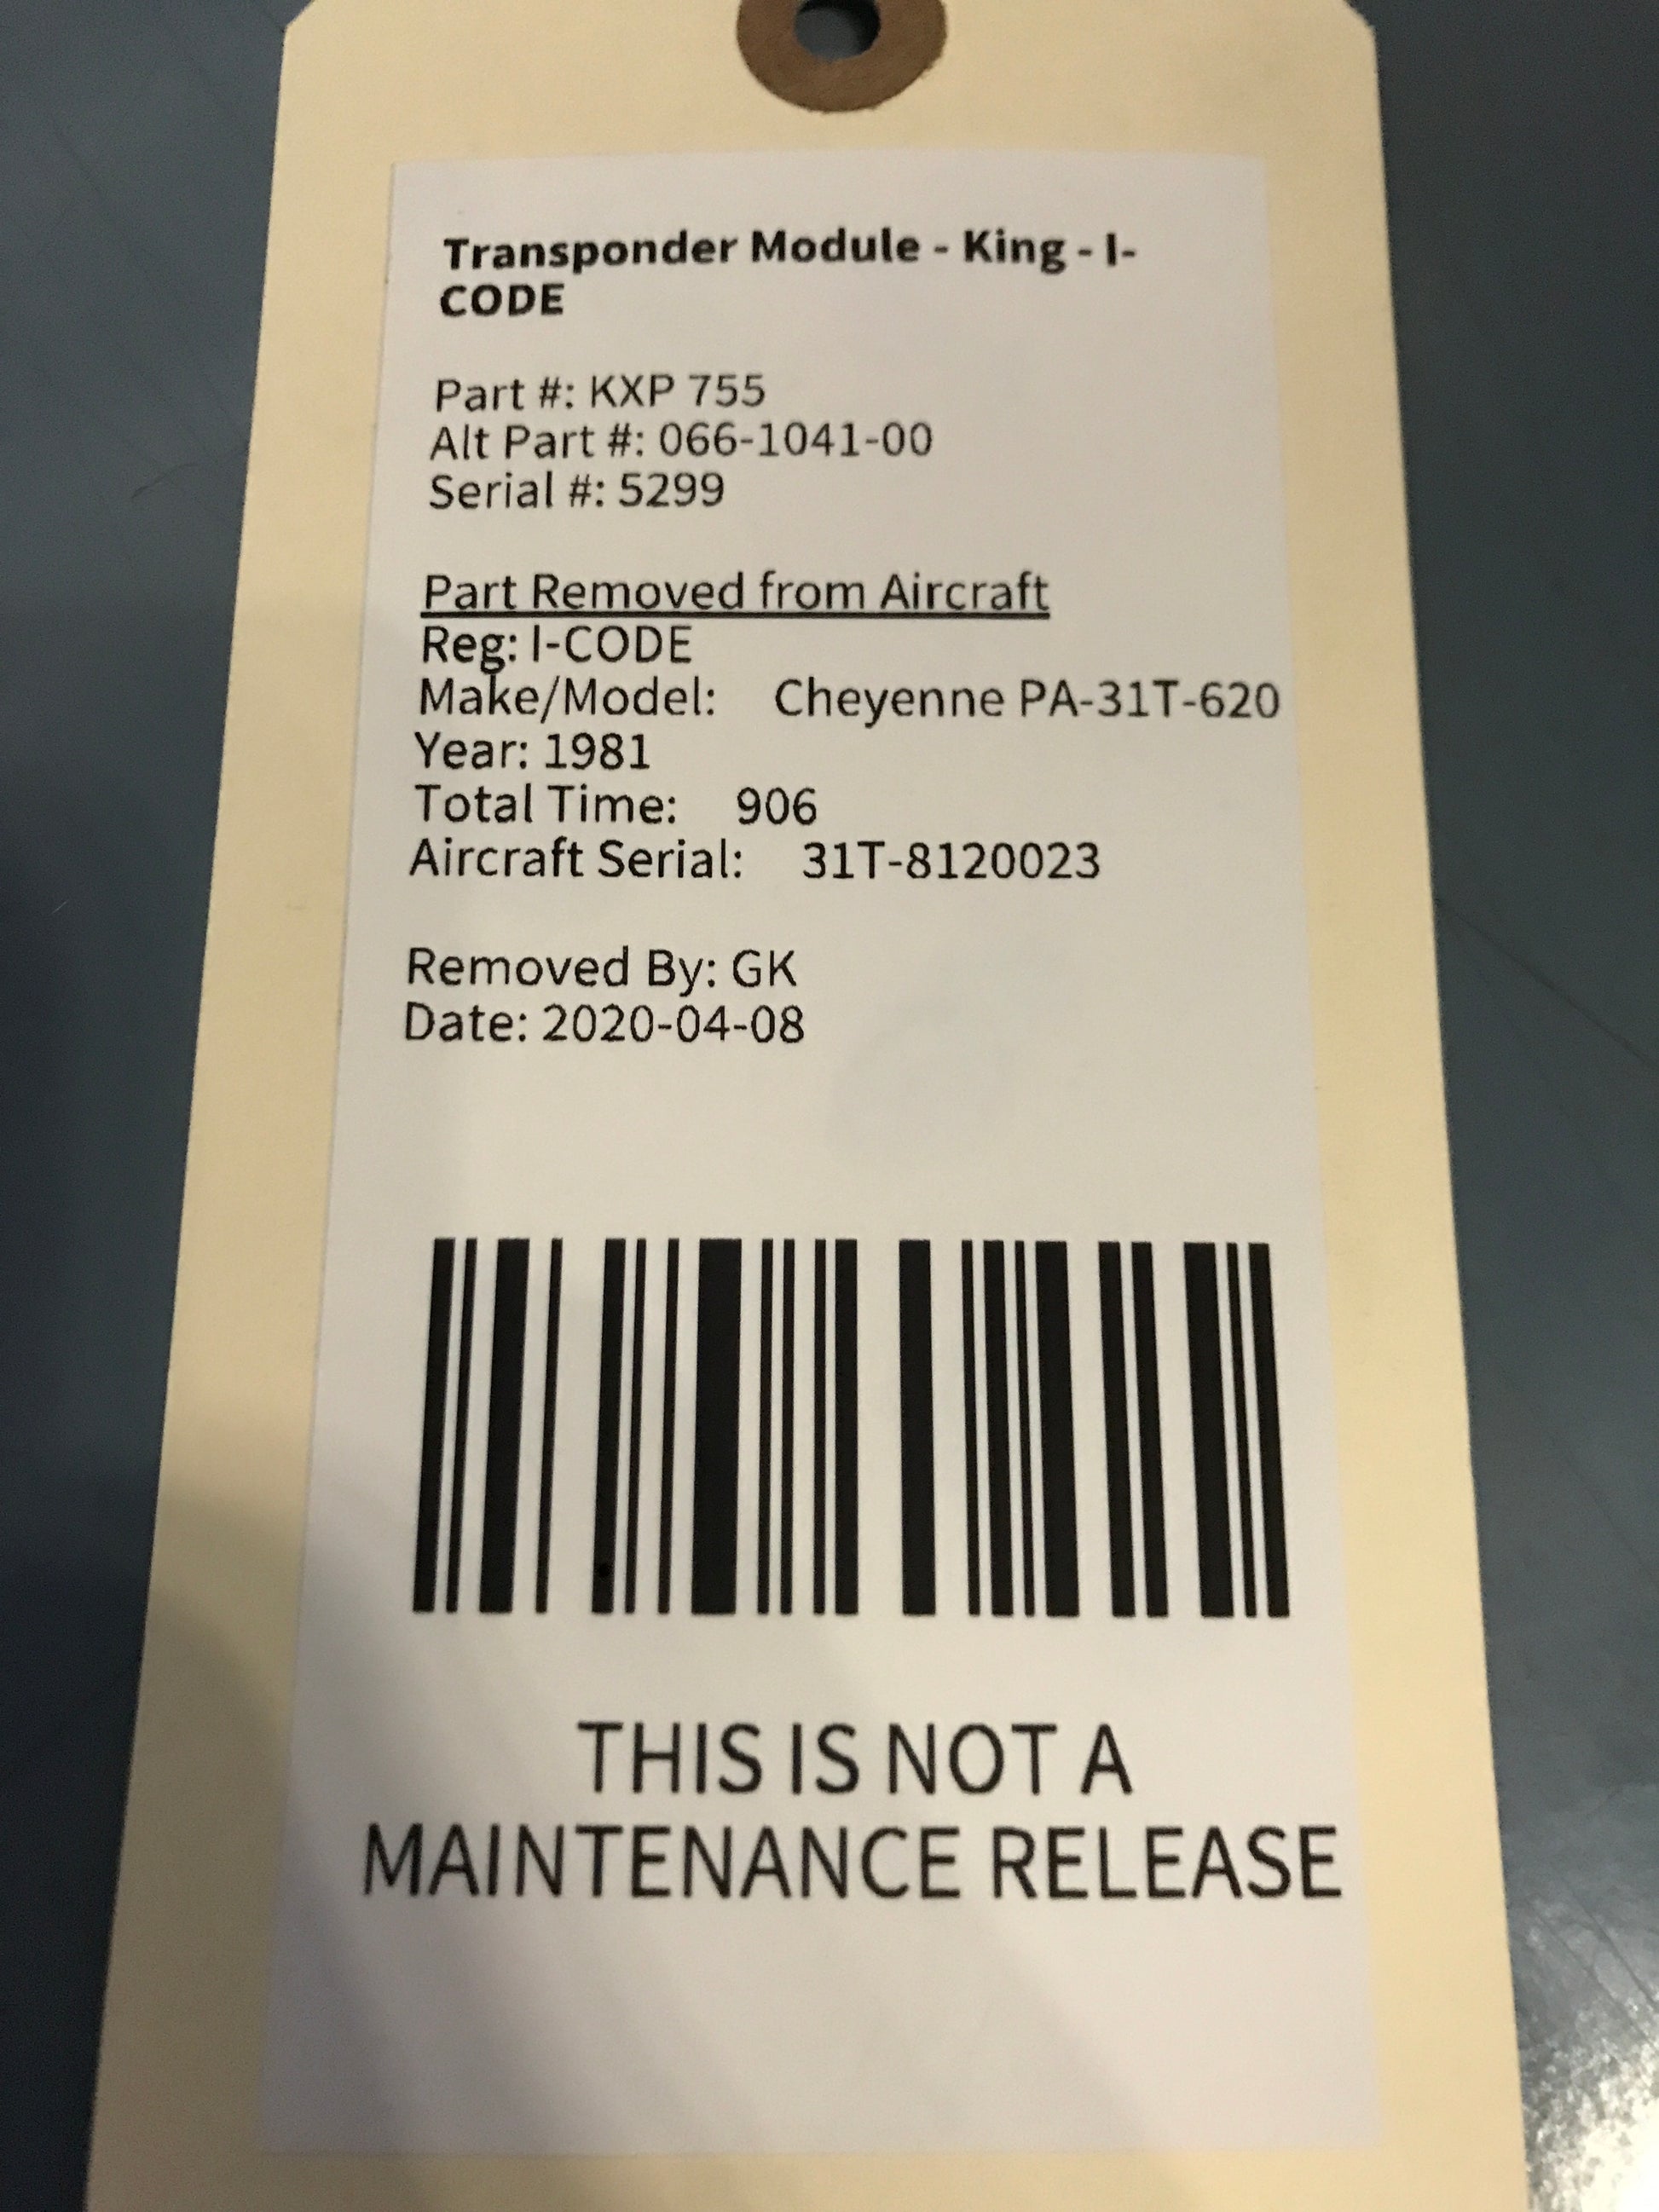 Transponder Module - King - I-
CODE
Part #: KXP 755
Alt Part #: 066-1041-00
Serial #: 5299
Part Removed from Aircraft
Reg: I-CODE
Make/Model: Cheyenne PA-31T-620
Year: 1981
Total Time: 906
Aircraft Serial: 31T-8120023
Removed By: GK
Date: 2020-04-08
THIS IS NOT A
MAINTENANCE RELEASE